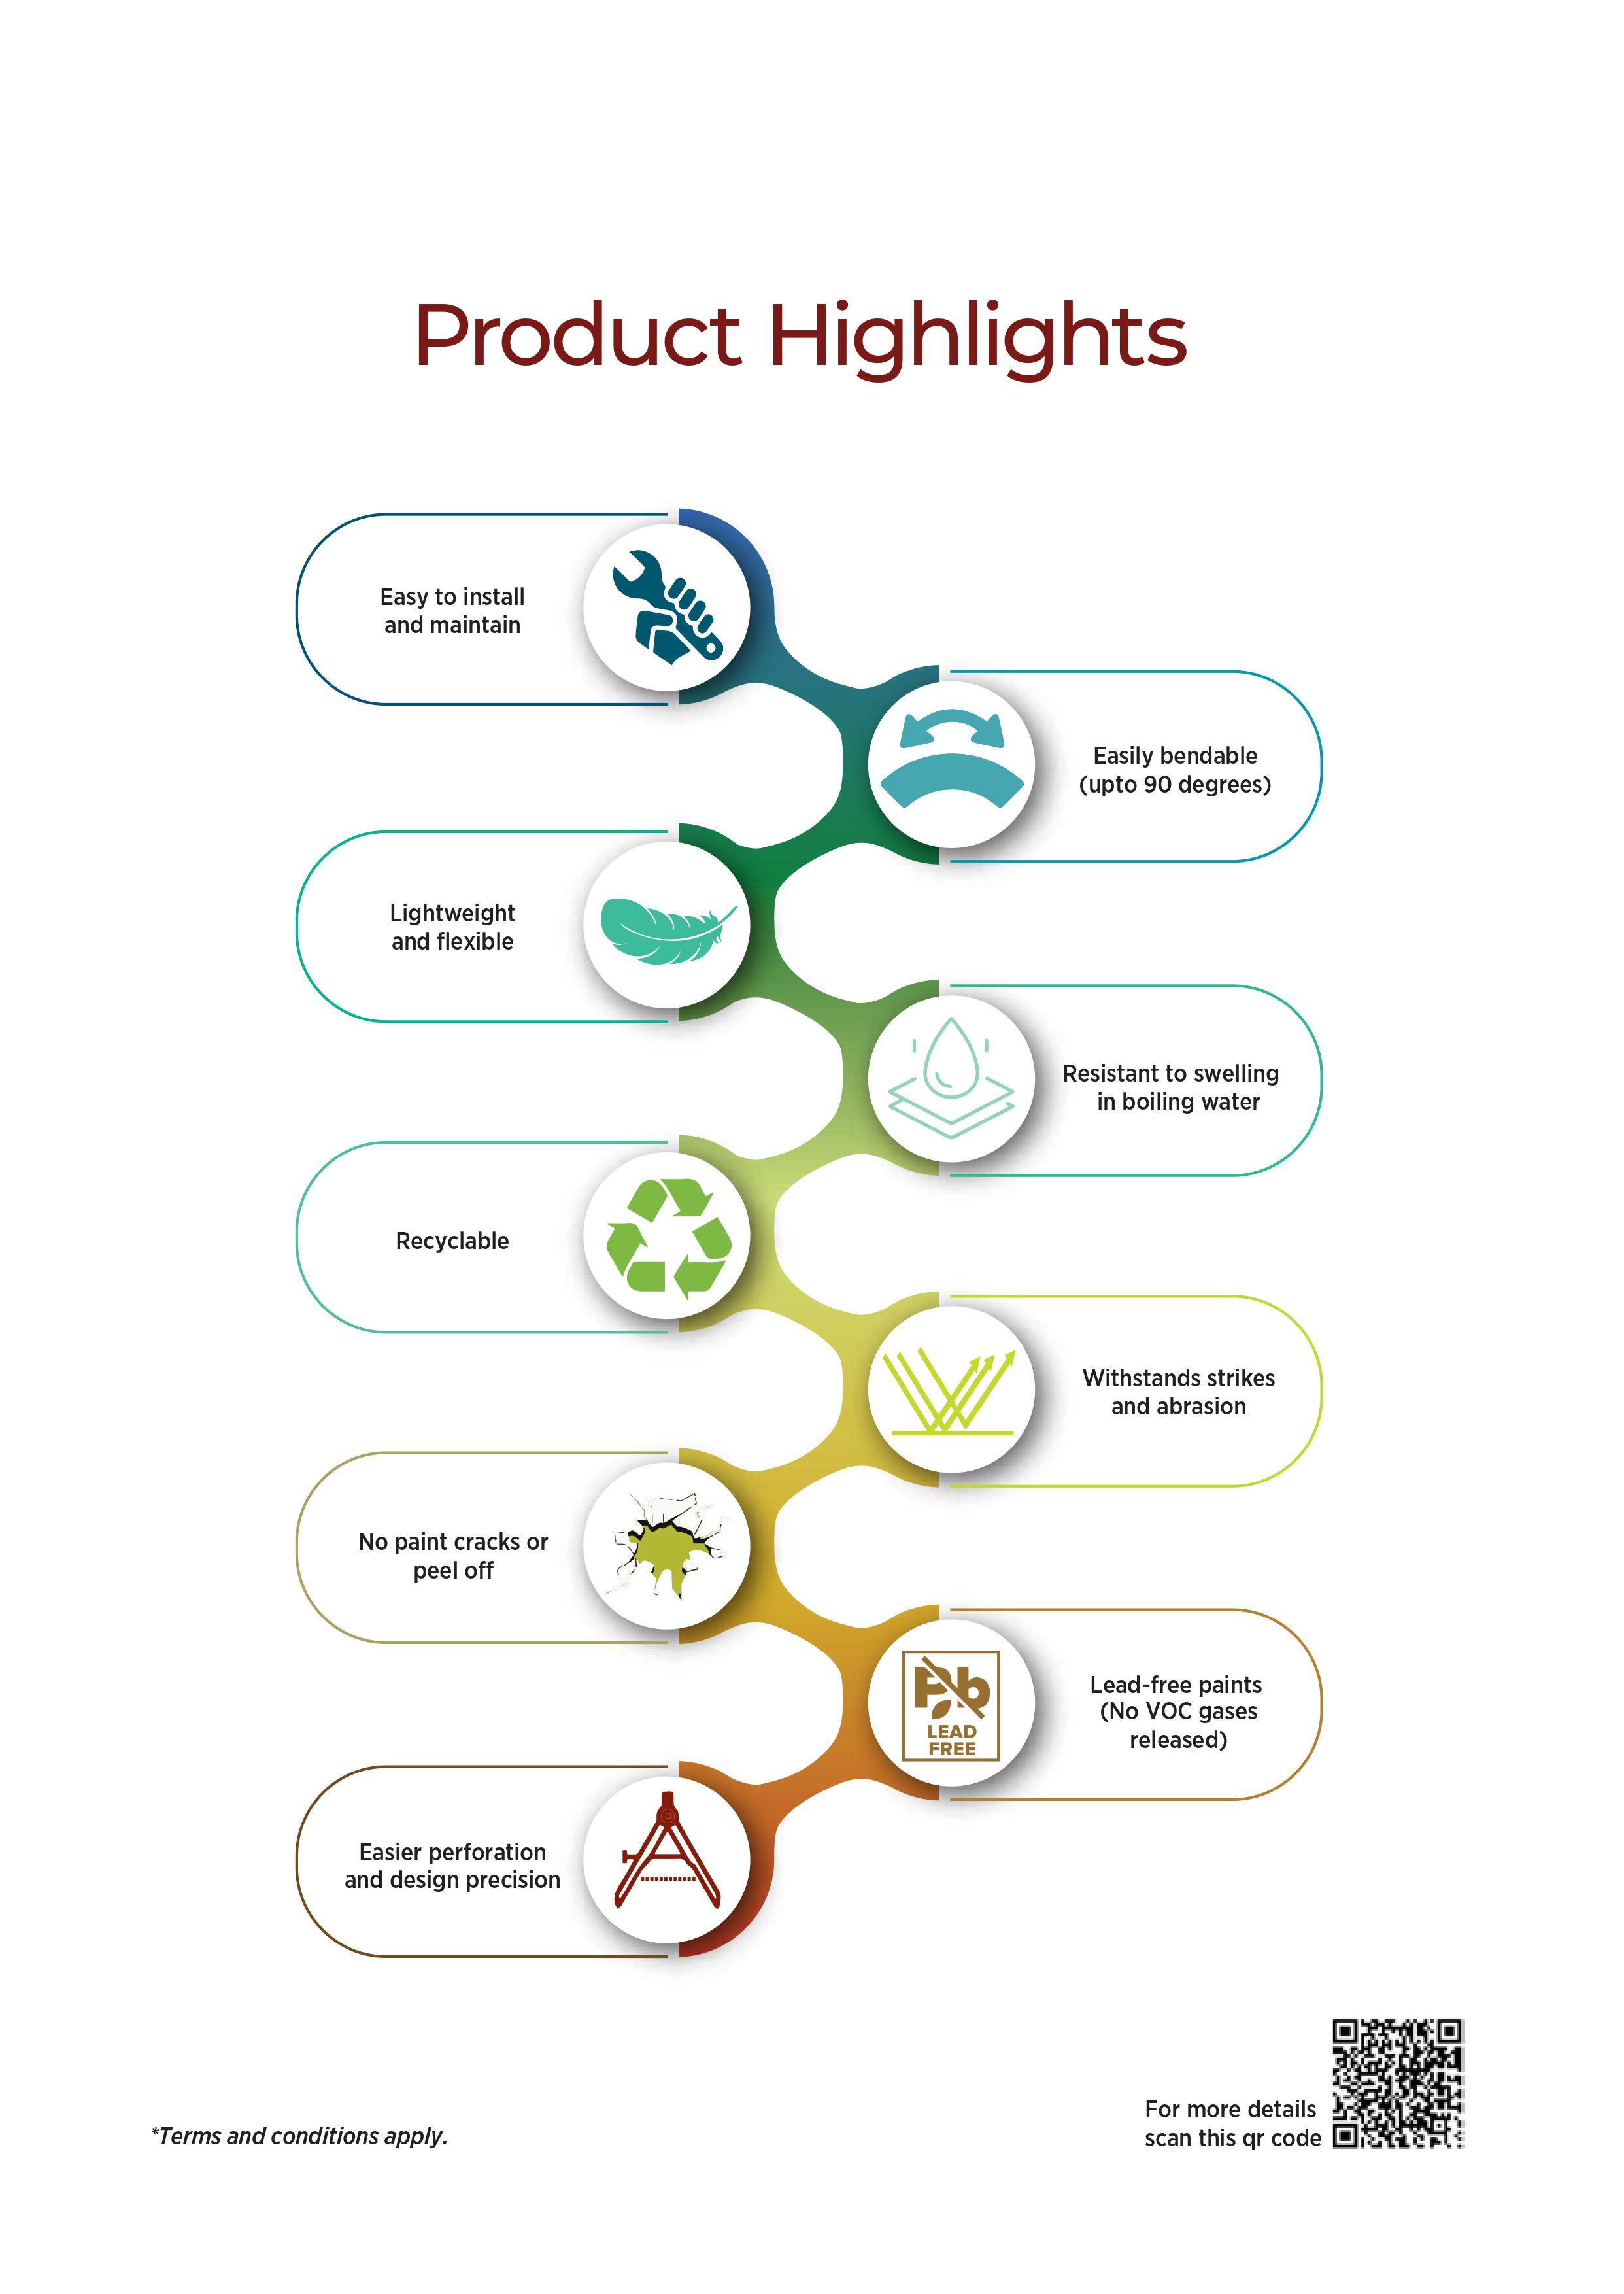 Product Highlights
Easy to install
and maintain
Easily bendable
(upto 90 degrees)
Lightweight
and flexible
Resistant to swelling
in boiling water
Recyclable
Withstands strikes
and abrasion
No paint cracks or
peel off
Pb
LEAD
FREE
Lead-free paints
(No VOC gases
released)
Easier perforation
and design precision
*Terms and conditions apply.
For more details
scan this qr code